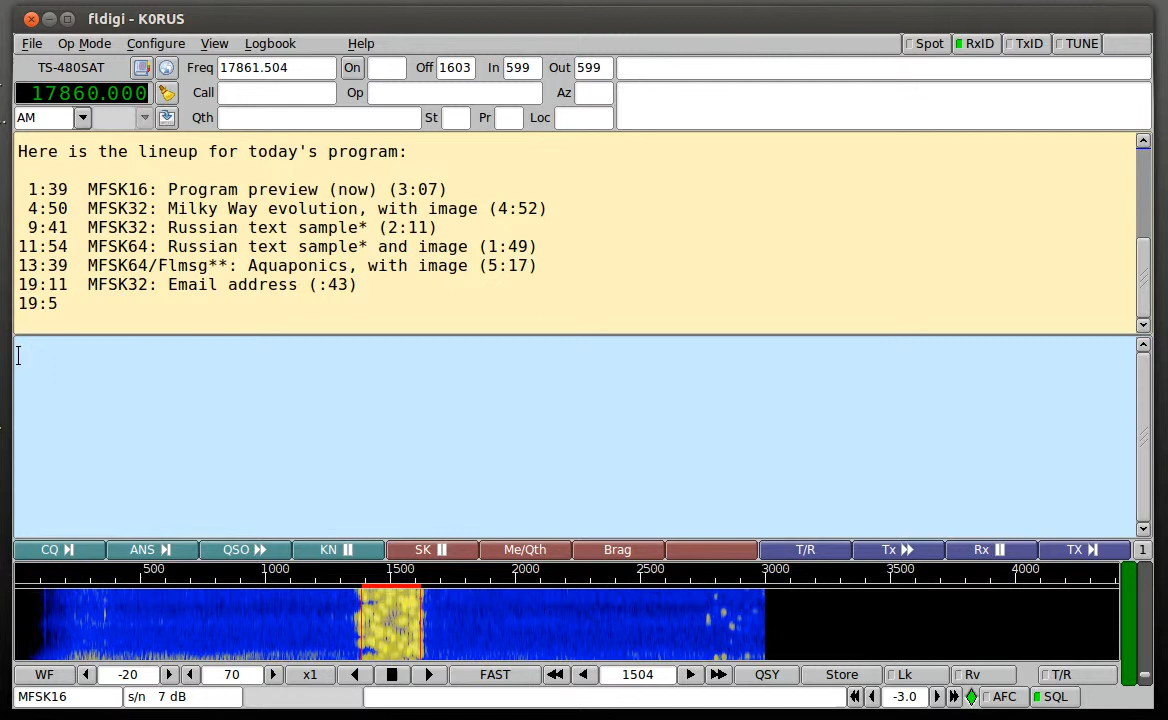 fldigi - K0RUS
File Op Mode Configure View Logbook Help Spot RxID TxID TUNE
TS-480SAT Freq 17861.504 On Off 1603 In 599 Out 599
17860.000 Call Op Az
AM Qth St Pr Loc
Here is the lineup for today's program:
1:39 MFSK16: Program preview (now) (3:07)
4:50 MFSK32: Milky Way evolution, with image (4:52)
9:41 MFSK32: Russian text sample* (2:11)
11:54 MFSK64: Russian text sample* and image (1:49)
13:39 MFSK64/Flmsg**: Aquaponics, with image (5:17)
19:11 MFSK32: Email address (:43)
19:5
CQ ANS QSO KN SK Me/Qth Brag T/R Tx Rx TX 1
500 1000 1500 2000 2500 3000 3500 4000
WF -20 70 x1 FAST 1504 QSY Store Lk Rv T/R
MFSK16 s/n 7 dB -3.0 AFC SQL